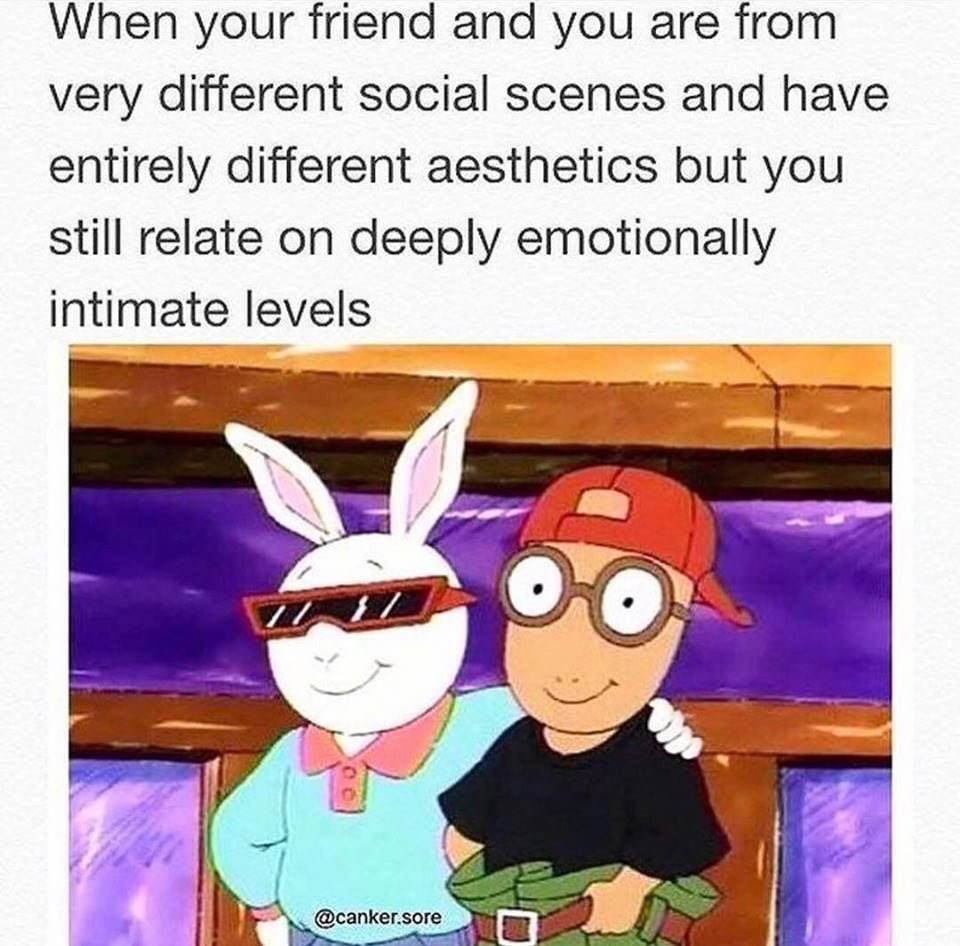 When your friend and you are from
very different social scenes and have
entirely different aesthetics but you
still relate on deeply emotionally
intimate levels
@canker.sore